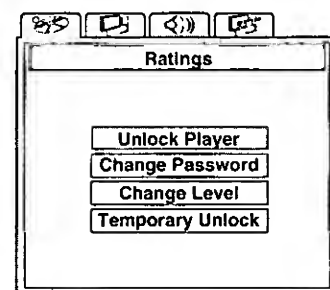 Ratings
Unlock Player
Change Password
Change Level
Temporary Unlock